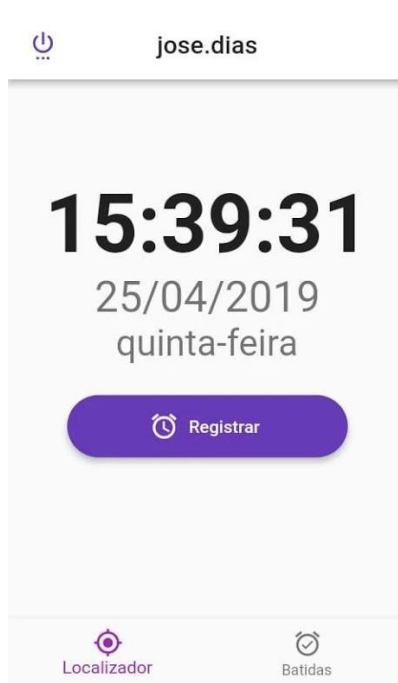 jose.dias
15:39:31
25/04/2019
quinta-feira
Registrar
Localizador
Batidas